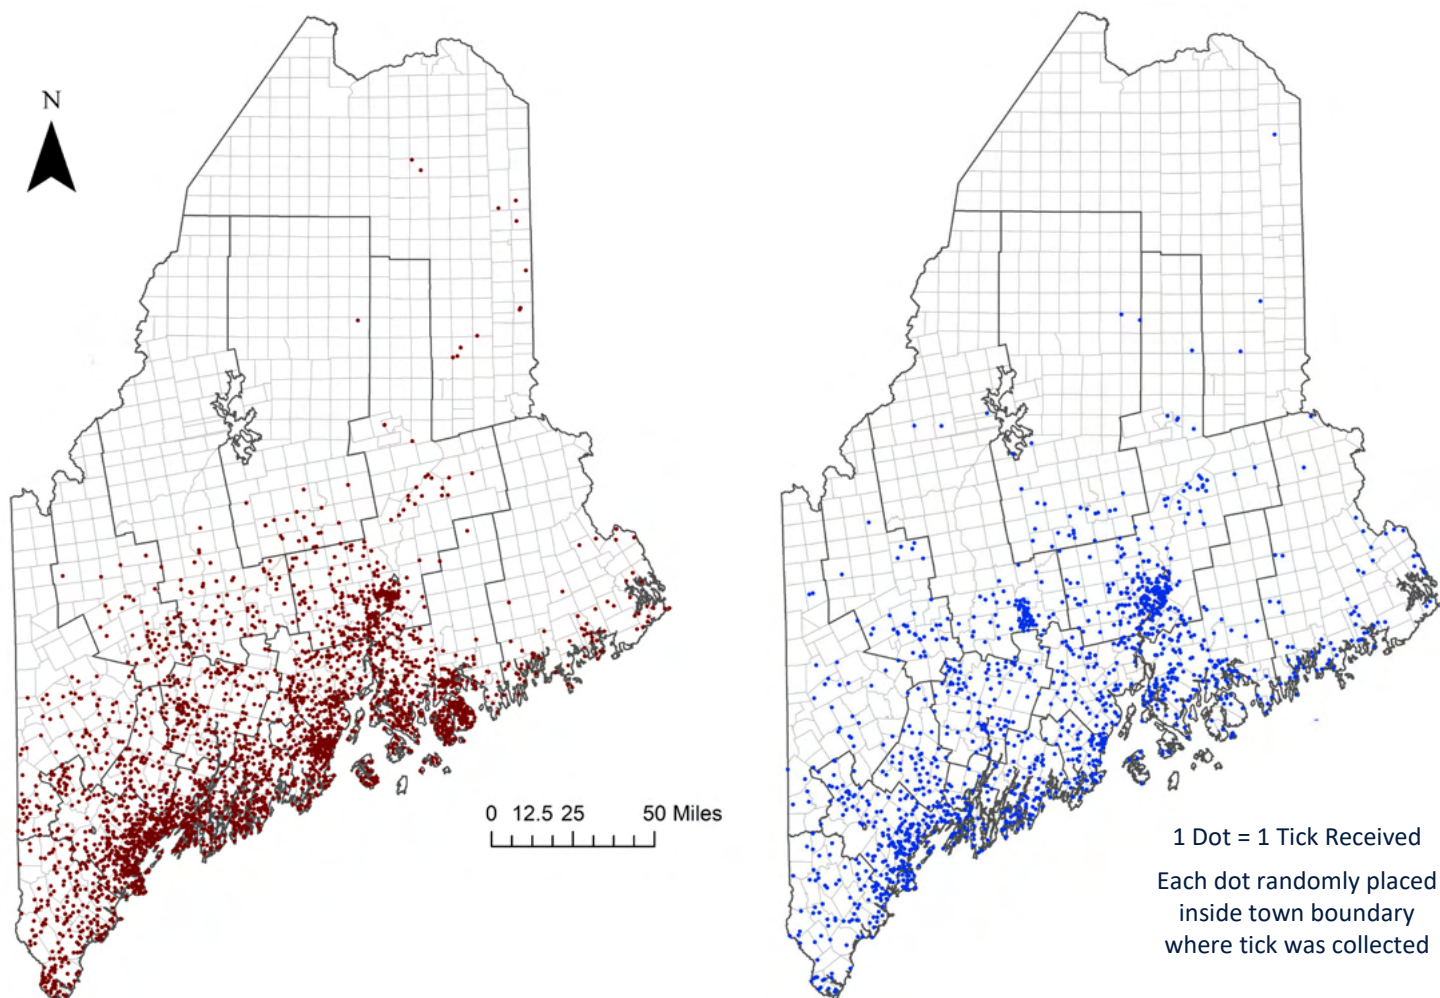 N
0 12.5 25 50 Miles
1 Dot = 1 Tick Received
Each dot randomly placed
inside town boundary
where tick was collected